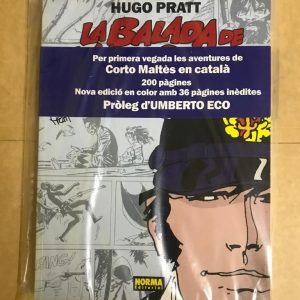 HUGO PRATT
LA BALADA DE
Per primera vegada les aventures de
Corto Maltès en català
200 pàgines
Nova edició en color amb 36 pàgines inèdites
Pròleg d'UMBERTO ECO
NORMA
Editorial